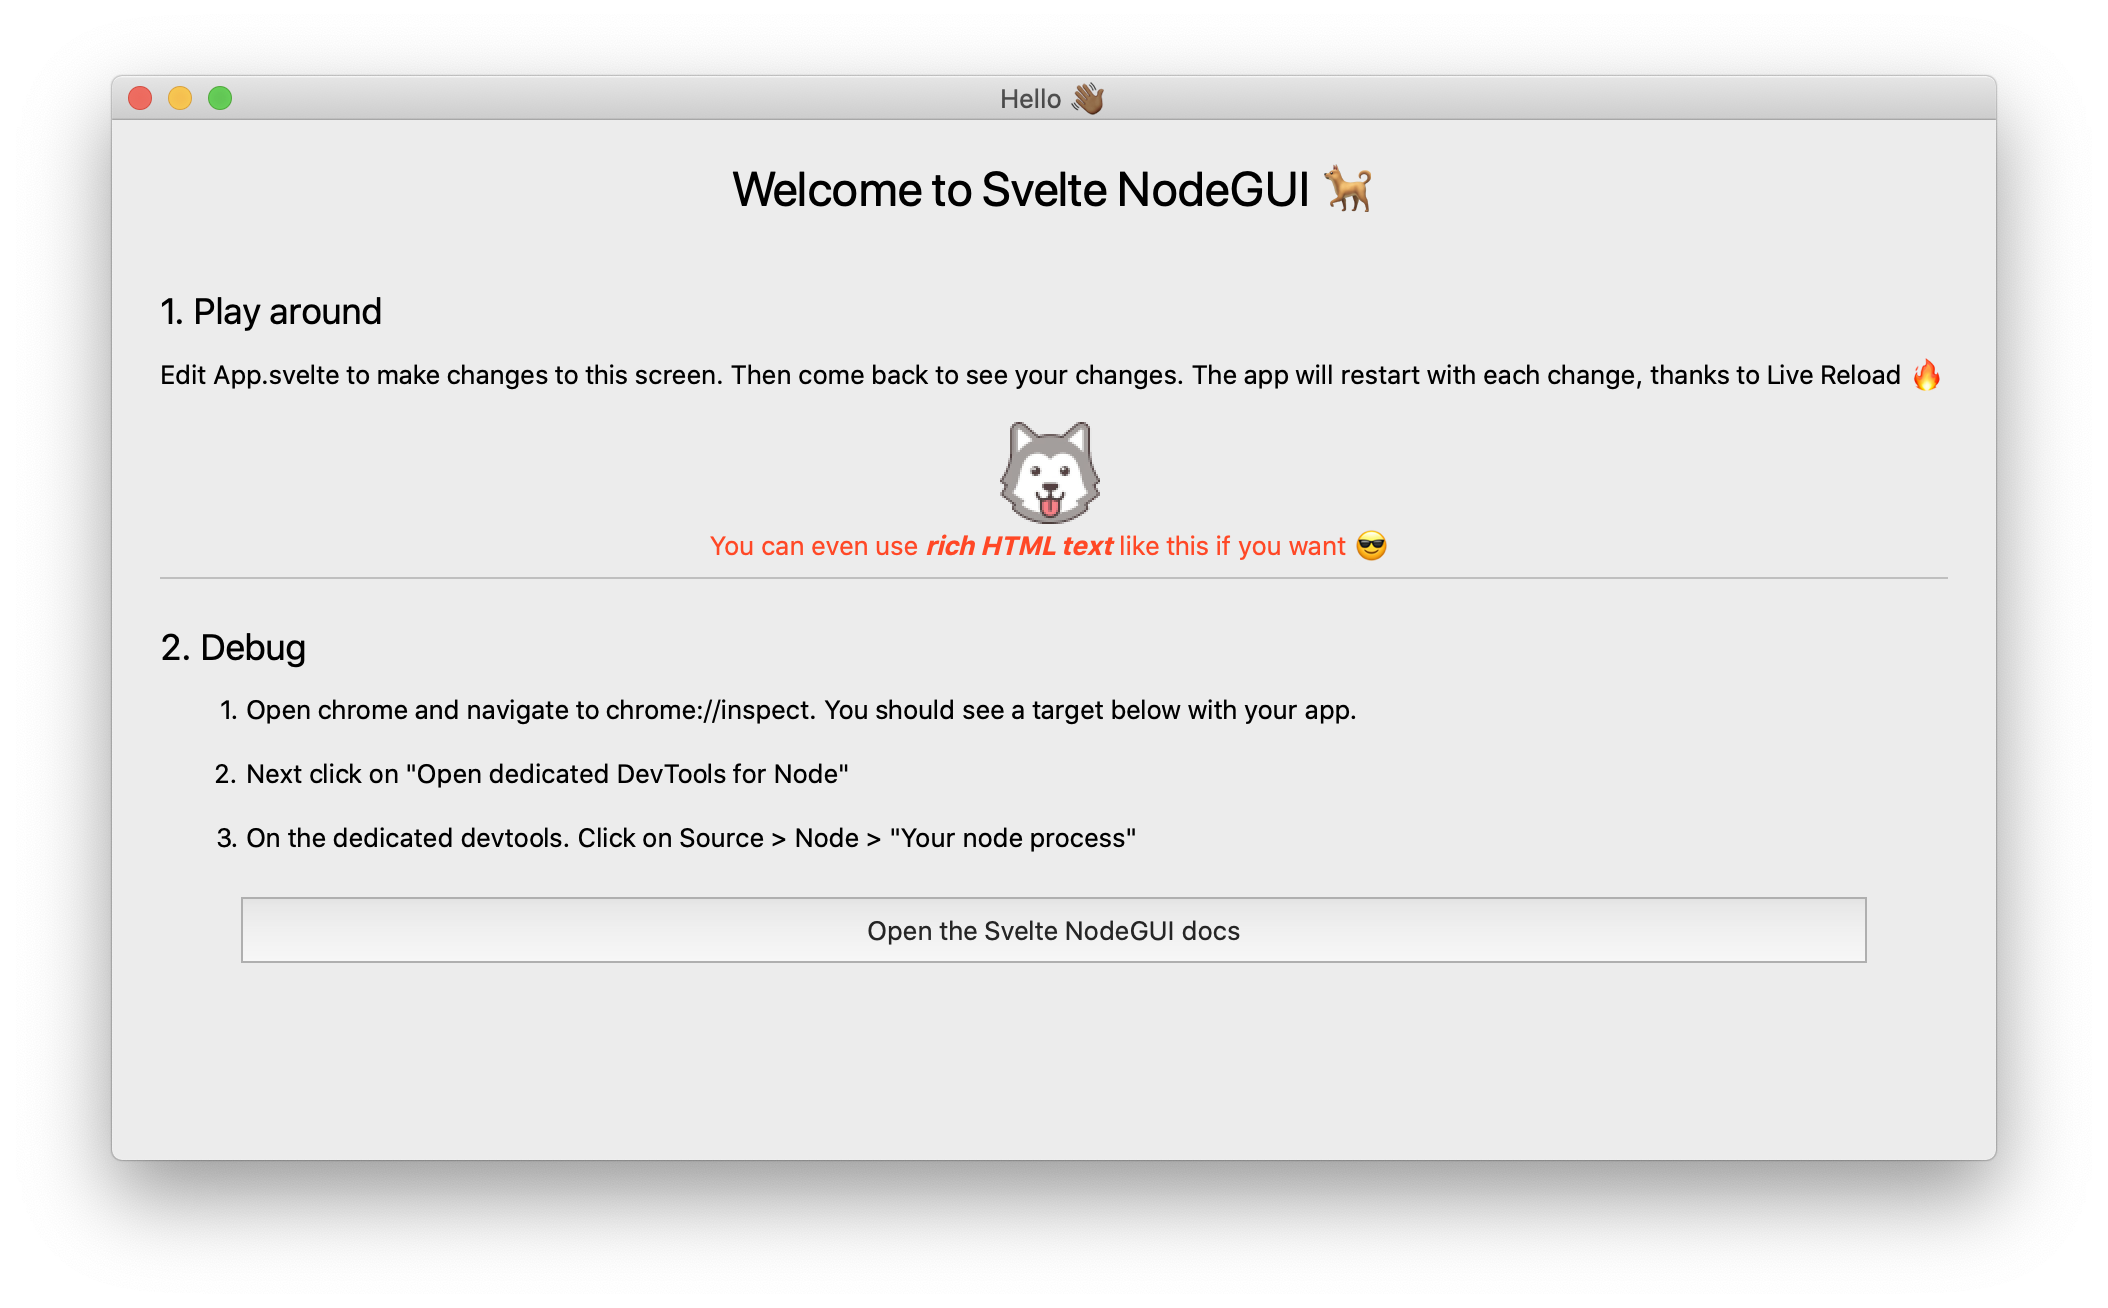 Hello 👋🏾
Welcome to Svelte NodeGUI 🐕
1. Play around
Edit App.svelte to make changes to this screen. Then come back to see your changes. The app will restart with each change, thanks to Live Reload 🔥
You can even use rich HTML text like this if you want 😎
2. Debug
1. Open chrome and navigate to chrome://inspect. You should see a target below with your app.
2. Next click on "Open dedicated DevTools for Node"
3. On the dedicated devtools. Click on Source > Node > "Your node process"
Open the Svelte NodeGUI docs